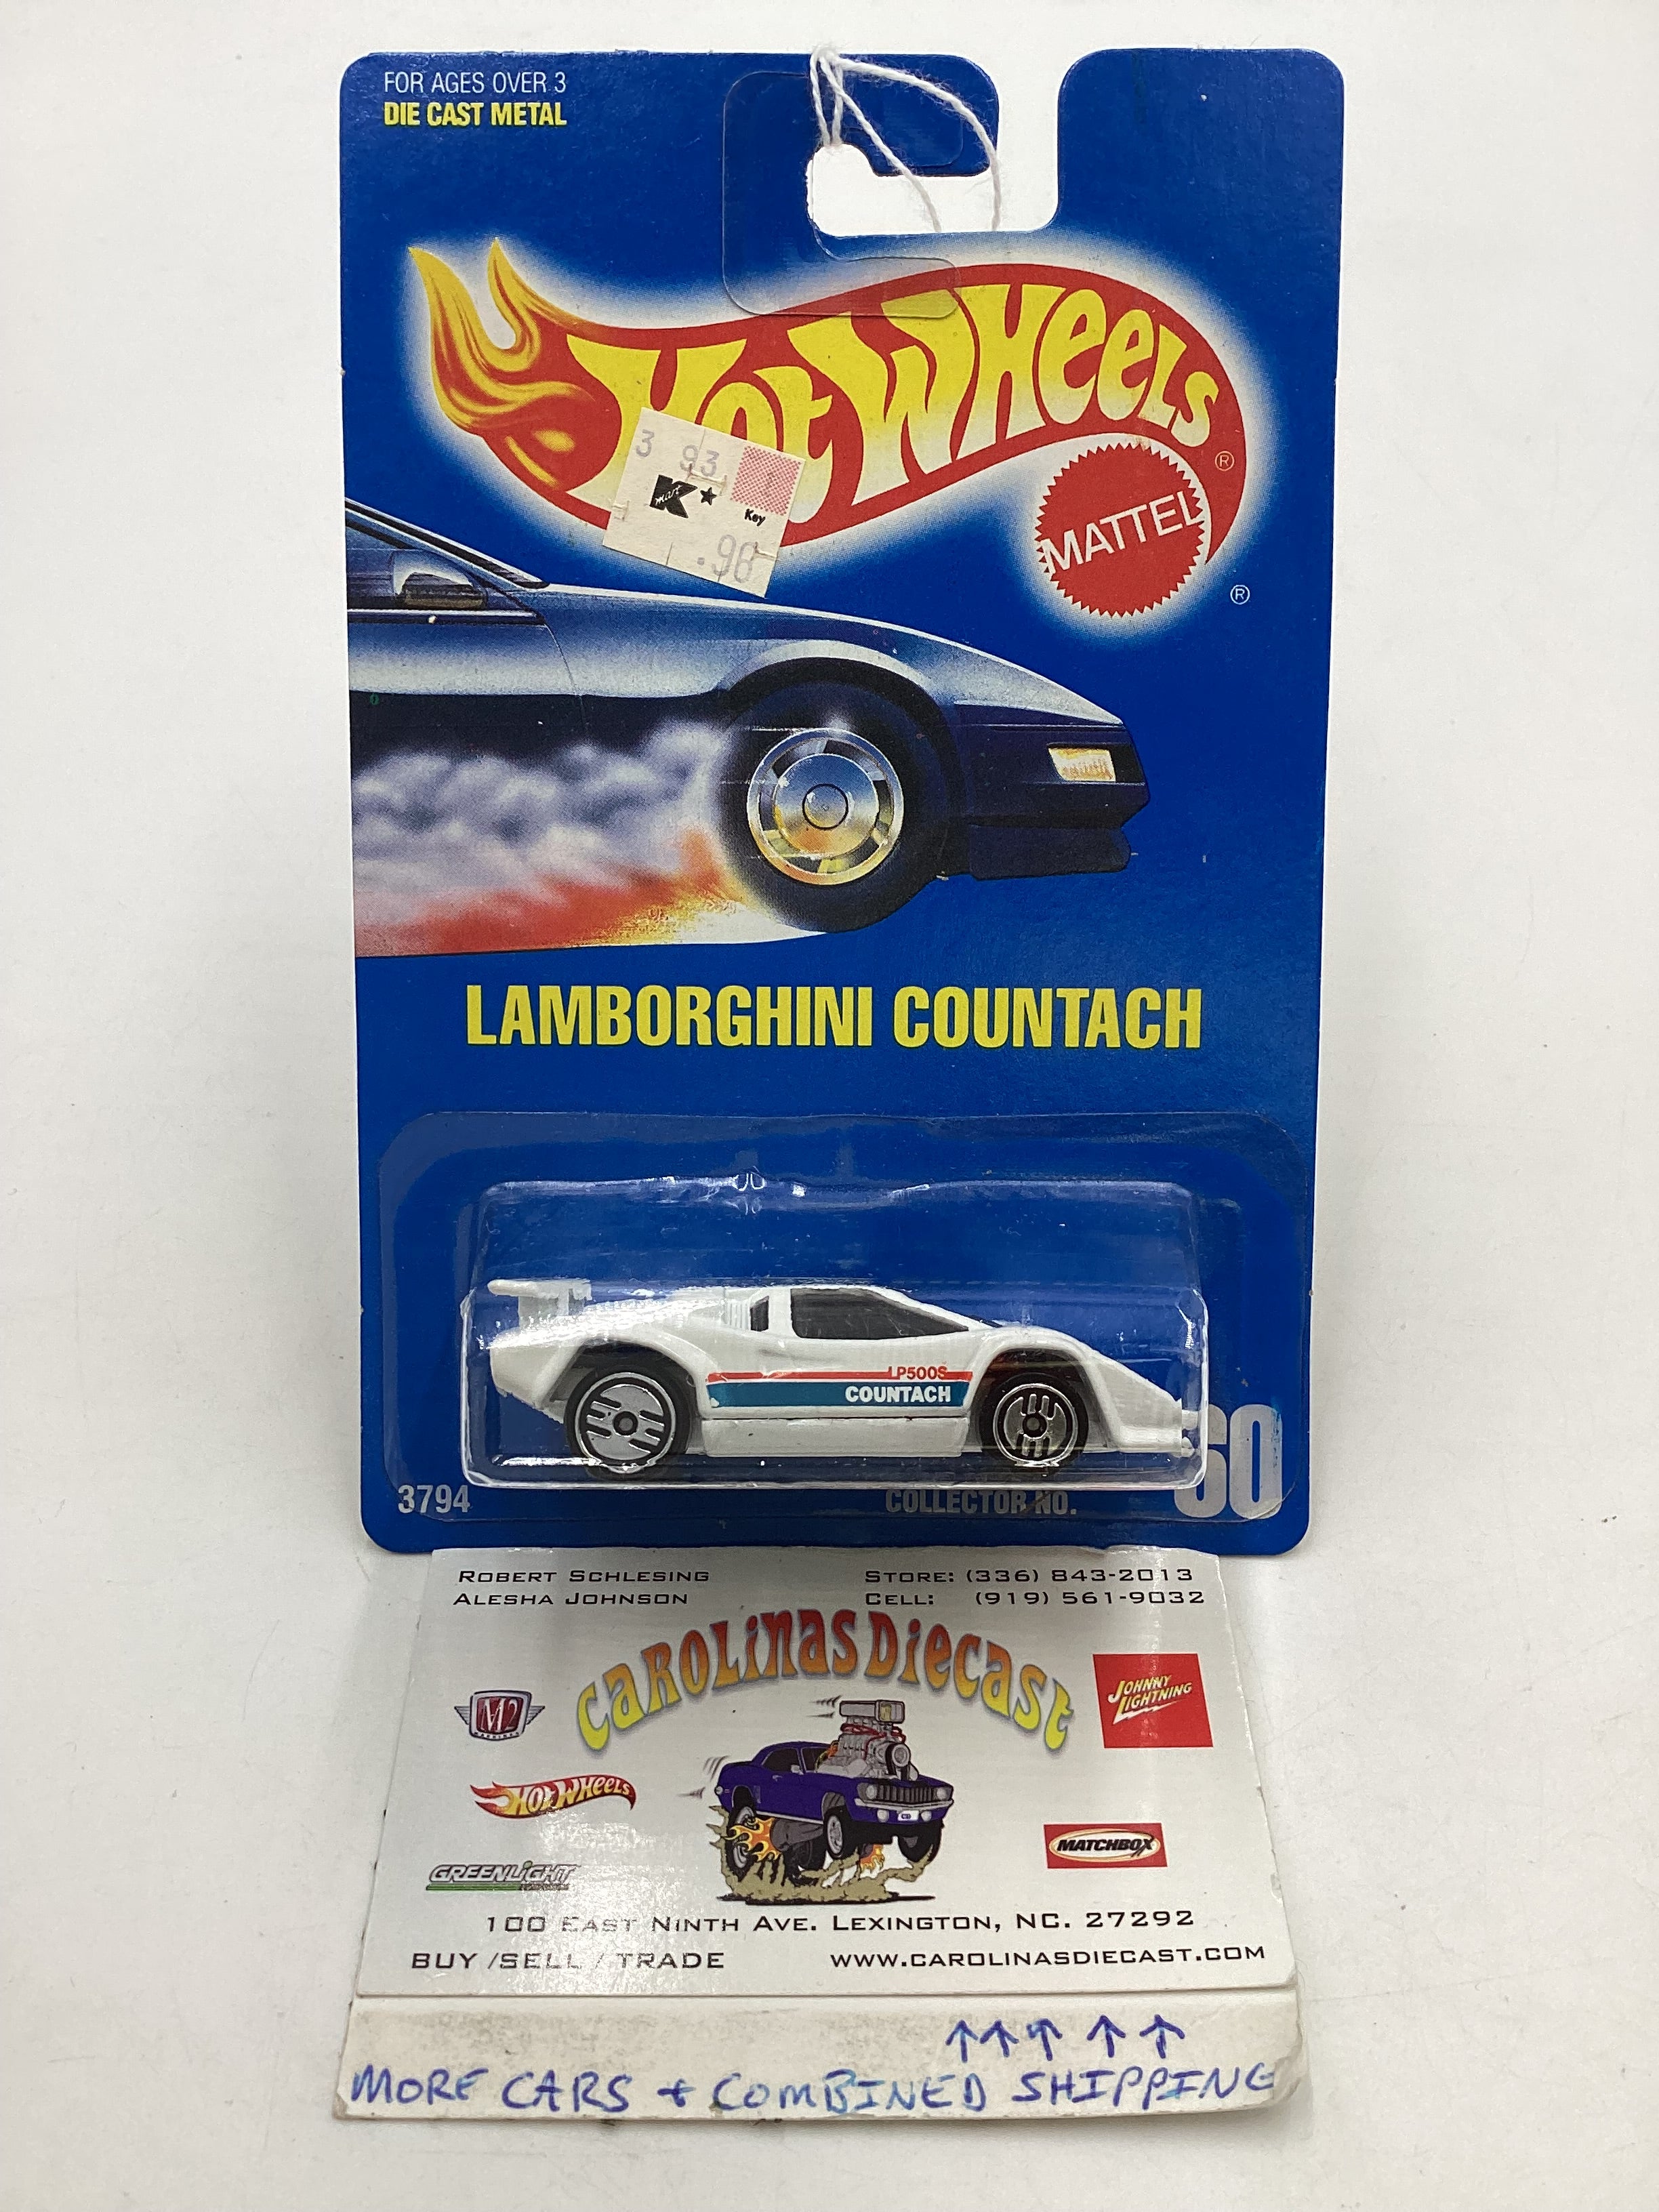 FOR AGES OVER 3
DIE CAST METAL
HOT WHEELS ®
3 93
K mart
Key
MATTEL
®
LAMBORGHINI COUNTACH
LP500S
COUNTACH
3794
COLLECTOR NO. 60
ROBERT SCHLESING
ALESHA JOHNSON
STORE: (336) 843-2013
CELL: (919) 561-9032
CAROLINAS DIECAST
M2
JOHNNY LIGHTNING
HOT WHEELS
MATCHBOX
GREENLIGHT
100 EAST NINTH AVE. LEXINGTON, NC. 27292
BUY /SELL / TRADE
WWW.CAROLINASDIECAST.COM
↑↑↑ ↑ ↑
MORE CARS + COMBINED SHIPPING